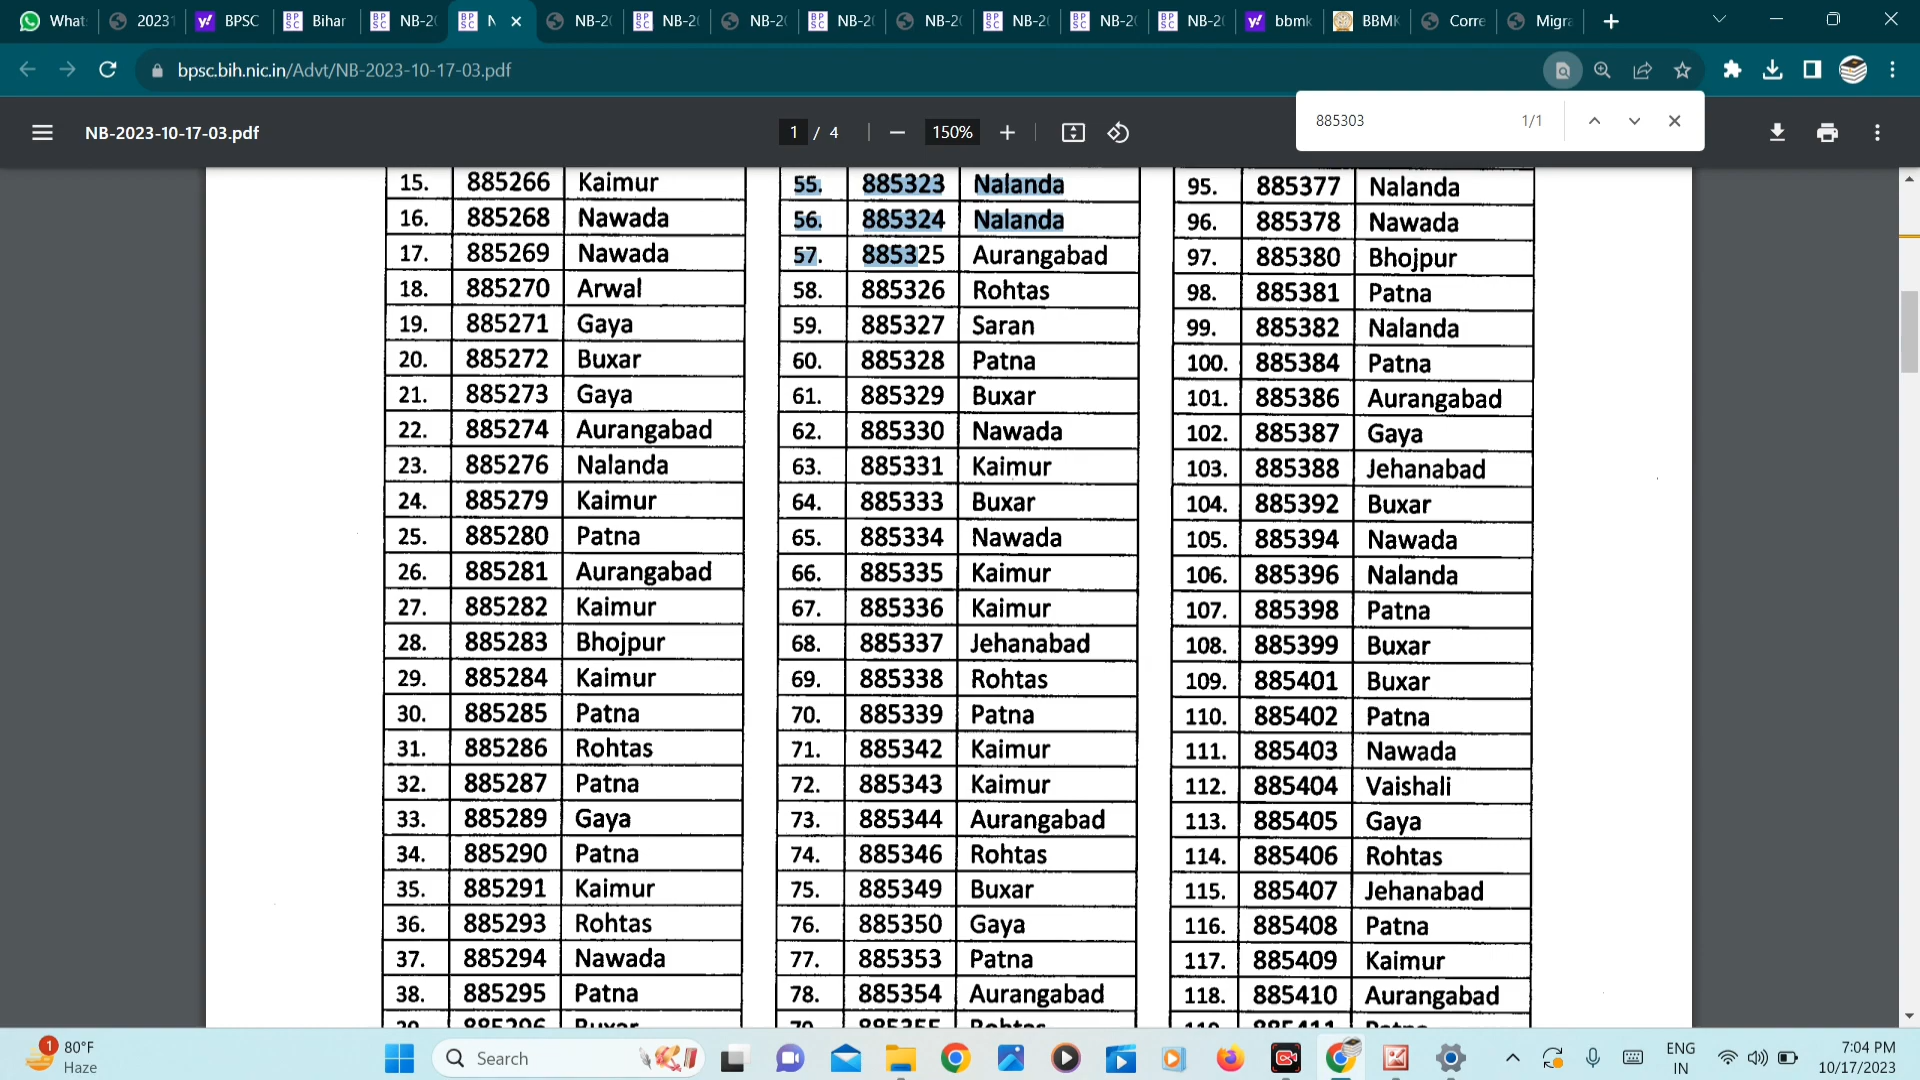 What 2023 BPSC Bihar NB-20 N NB-20 NB-20 NB-20 NB-20 NB-20 NB-20 NB-20 NB-20 bbmk BBMK Corre Migra
bpsc.bih.nic.in/Advt/NB-2023-10-17-03.pdf
NB-2023-10-17-03.pdf 1 / 4 150%
885303 1/1
15. 885266 Kaimur 55. 885323 Nalanda 95. 885377 Nalanda
16. 885268 Nawada 56. 885324 Nalanda 96. 885378 Nawada
17. 885269 Nawada 57. 885325 Aurangabad 97. 885380 Bhojpur
18. 885270 Arwal 58. 885326 Rohtas 98. 885381 Patna
19. 885271 Gaya 59. 885327 Saran 99. 885382 Nalanda
20. 885272 Buxar 60. 885328 Patna 100. 885384 Patna
21. 885273 Gaya 61. 885329 Buxar 101. 885386 Aurangabad
22. 885274 Aurangabad 62. 885330 Nawada 102. 885387 Gaya
23. 885276 Nalanda 63. 885331 Kaimur 103. 885388 Jehanabad
24. 885279 Kaimur 64. 885333 Buxar 104. 885392 Buxar
25. 885280 Patna 65. 885334 Nawada 105. 885394 Nawada
26. 885281 Aurangabad 66. 885335 Kaimur 106. 885396 Nalanda
27. 885282 Kaimur 67. 885336 Kaimur 107. 885398 Patna
28. 885283 Bhojpur 68. 885337 Jehanabad 108. 885399 Buxar
29. 885284 Kaimur 69. 885338 Rohtas 109. 885401 Buxar
30. 885285 Patna 70. 885339 Patna 110. 885402 Patna
31. 885286 Rohtas 71. 885342 Kaimur 111. 885403 Nawada
32. 885287 Patna 72. 885343 Kaimur 112. 885404 Vaishali
33. 885289 Gaya 73. 885344 Aurangabad 113. 885405 Gaya
34. 885290 Patna 74. 885346 Rohtas 114. 885406 Rohtas
35. 885291 Kaimur 75. 885349 Buxar 115. 885407 Jehanabad
36. 885293 Rohtas 76. 885350 Gaya 116. 885408 Patna
37. 885294 Nawada 77. 885353 Patna 117. 885409 Kaimur
38. 885295 Patna 78. 885354 Aurangabad 118. 885410 Aurangabad
1 80°F
Haze
Search
ENG
IN
7:04 PM
10/17/2023